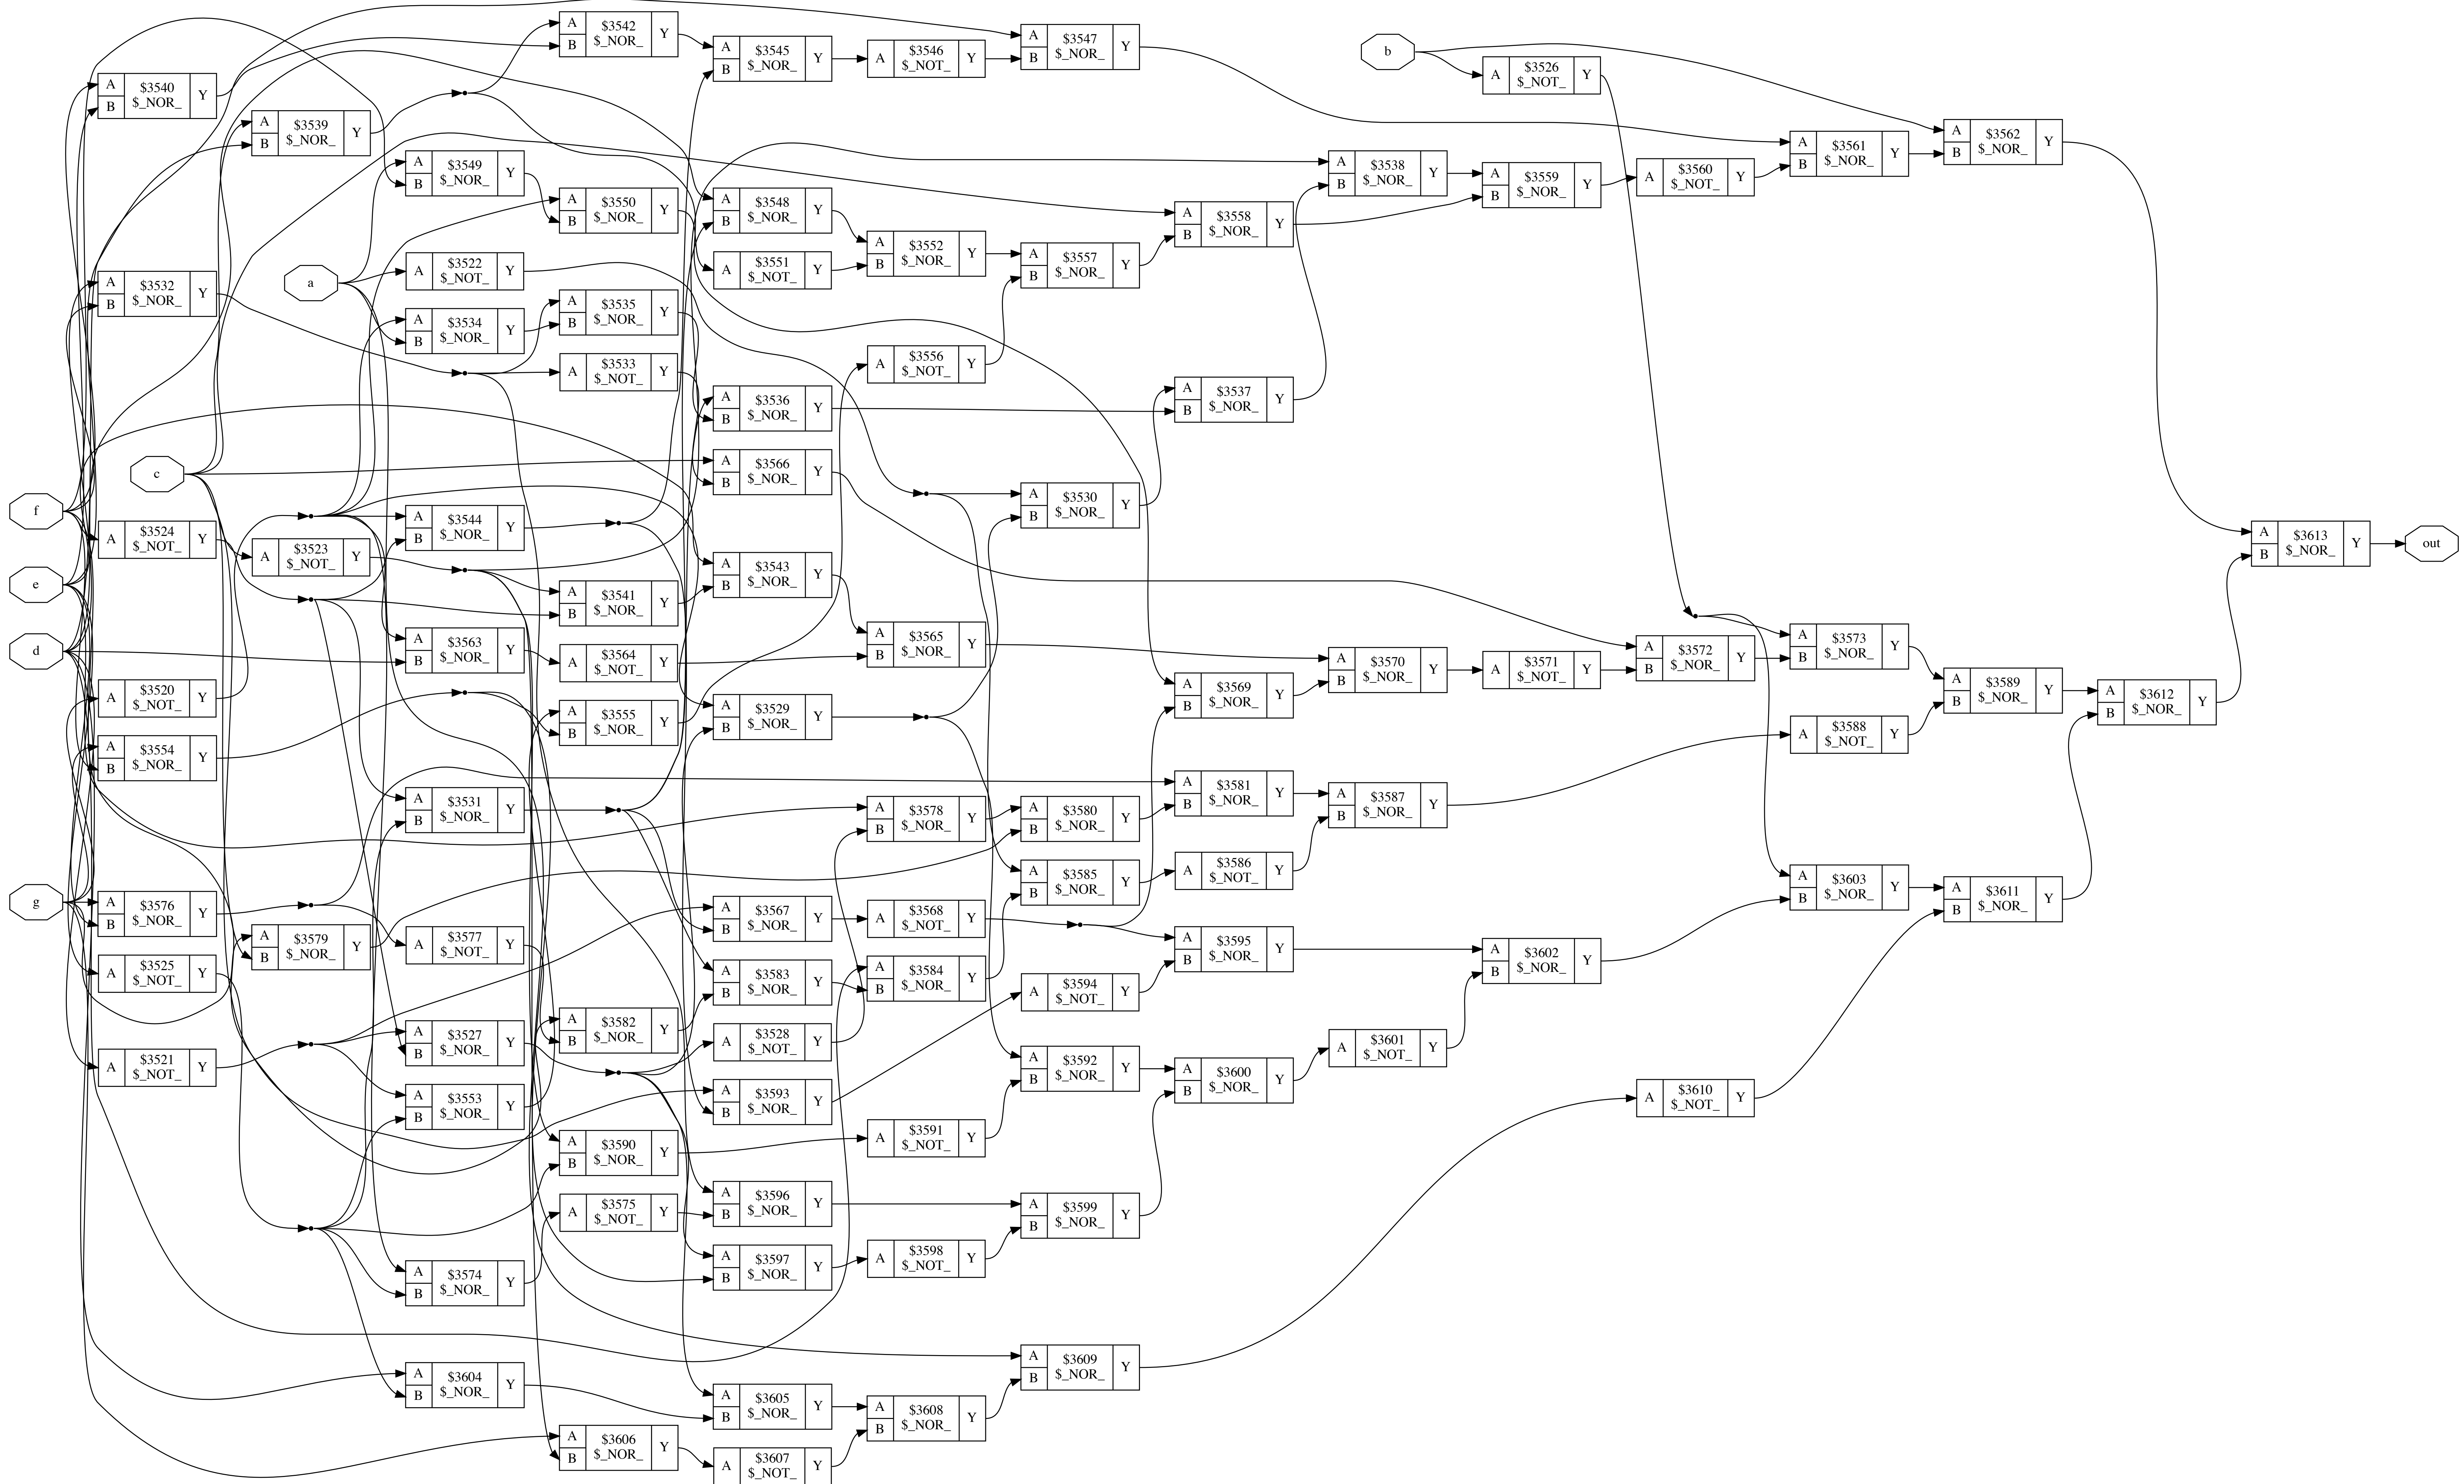 f
e
d
g
A $3540 Y
B $_NOR_
A $3532 Y
B $_NOR_
A $3524 Y
$_NOT_
A $3520 Y
$_NOT_
A $3554 Y
B $_NOR_
A $3576 Y
B $_NOR_
A $3525 Y
$_NOT_
A $3521 Y
$_NOT_
c
A $3539 Y
B $_NOR_
A $3523 Y
$_NOT_
A $3579 Y
B $_NOR_
a
A $3549 Y
B $_NOR_
A $3522 Y
$_NOT_
A $3534 Y
B $_NOR_
A $3544 Y
B $_NOR_
A $3563 Y
B $_NOR_
A $3531 Y
B $_NOR_
A $3577 Y
$_NOT_
A $3527 Y
B $_NOR_
A $3553 Y
B $_NOR_
A $3574 Y
B $_NOR_
A $3604 Y
B $_NOR_
A $3542 Y
B $_NOR_
A $3550 Y
B $_NOR_
A $3535 Y
B $_NOR_
A $3533 Y
$_NOT_
A $3541 Y
B $_NOR_
A $3564 Y
$_NOT_
A $3555 Y
B $_NOR_
A $3582 Y
B $_NOR_
A $3590 Y
B $_NOR_
A $3575 Y
$_NOT_
A $3606 Y
B $_NOR_
A $3545 Y
B $_NOR_
A $3548 Y
B $_NOR_
A $3551 Y
$_NOT_
A $3536 Y
B $_NOR_
A $3566 Y
B $_NOR_
A $3543 Y
B $_NOR_
A $3529 Y
B $_NOR_
A $3567 Y
B $_NOR_
A $3583 Y
B $_NOR_
A $3528 Y
$_NOT_
A $3593 Y
B $_NOR_
A $3596 Y
B $_NOR_
A $3597 Y
B $_NOR_
A $3605 Y
B $_NOR_
A $3607 Y
$_NOT_
A $3546 Y
$_NOT_
A $3552 Y
B $_NOR_
A $3556 Y
$_NOT_
A $3565 Y
B $_NOR_
A $3578 Y
B $_NOR_
A $3568 Y
$_NOT_
A $3584 Y
B $_NOR_
A $3591 Y
$_NOT_
A $3598 Y
$_NOT_
A $3608 Y
B $_NOR_
A $3547 Y
B $_NOR_
A $3557 Y
B $_NOR_
A $3530 Y
B $_NOR_
A $3580 Y
B $_NOR_
A $3585 Y
B $_NOR_
A $3594 Y
$_NOT_
A $3592 Y
B $_NOR_
A $3599 Y
B $_NOR_
A $3609 Y
B $_NOR_
A $3558 Y
B $_NOR_
A $3537 Y
B $_NOR_
A $3569 Y
B $_NOR_
A $3581 Y
B $_NOR_
A $3586 Y
$_NOT_
A $3595 Y
B $_NOR_
A $3600 Y
B $_NOR_
b
A $3538 Y
B $_NOR_
A $3570 Y
B $_NOR_
A $3587 Y
B $_NOR_
A $3601 Y
$_NOT_
A $3526 Y
$_NOT_
A $3559 Y
B $_NOR_
A $3571 Y
$_NOT_
A $3602 Y
B $_NOR_
A $3560 Y
$_NOT_
A $3572 Y
B $_NOR_
A $3610 Y
$_NOT_
A $3561 Y
B $_NOR_
A $3573 Y
B $_NOR_
A $3588 Y
$_NOT_
A $3603 Y
B $_NOR_
A $3562 Y
B $_NOR_
A $3589 Y
B $_NOR_
A $3611 Y
B $_NOR_
A $3612 Y
B $_NOR_
A $3613 Y
B $_NOR_
out